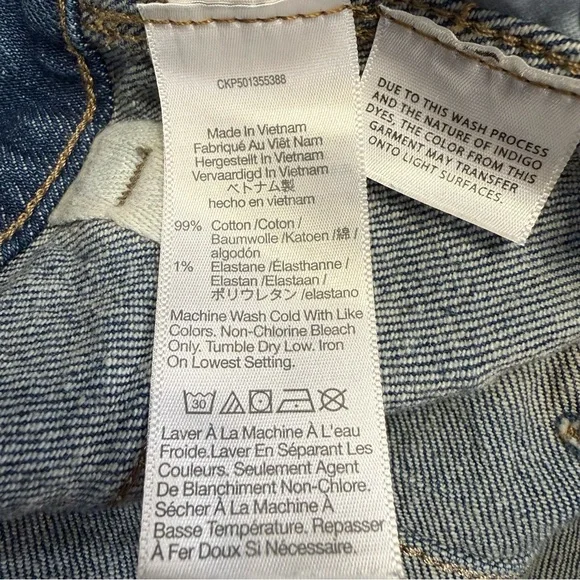 CKP501355388
Made In Vietnam
Fabriqué Au Viêt Nam
Hergestellt In Vietnam
Vervaardigd In Vietnam
ベトナム製
hecho en vietnam
99% Cotton /Coton/
Baumwolle /Katoen /綿 /
algodón
1% Elastane /Élasthanne /
Elastan /Elastaan /
ポリウレタン /elastano
Machine Wash Cold With Like
Colors. Non-Chlorine Bleach
Only. Tumble Dry Low. Iron
On Lowest Setting.
30
Laver À La Machine À L'eau
Froide.Laver En Séparant Les
Couleurs. Seulement Agent
De Blanchiment Non-Chlore.
Sécher À La Machine À
Basse Température. Repasser
À Fer Doux Si Nécessaire.
DUE TO THIS WASH PROCESS
AND THE NATURE OF INDIGO
DYES, THE COLOR FROM THIS
GARMENT MAY TRANSFER
ONTO LIGHT SURFACES.